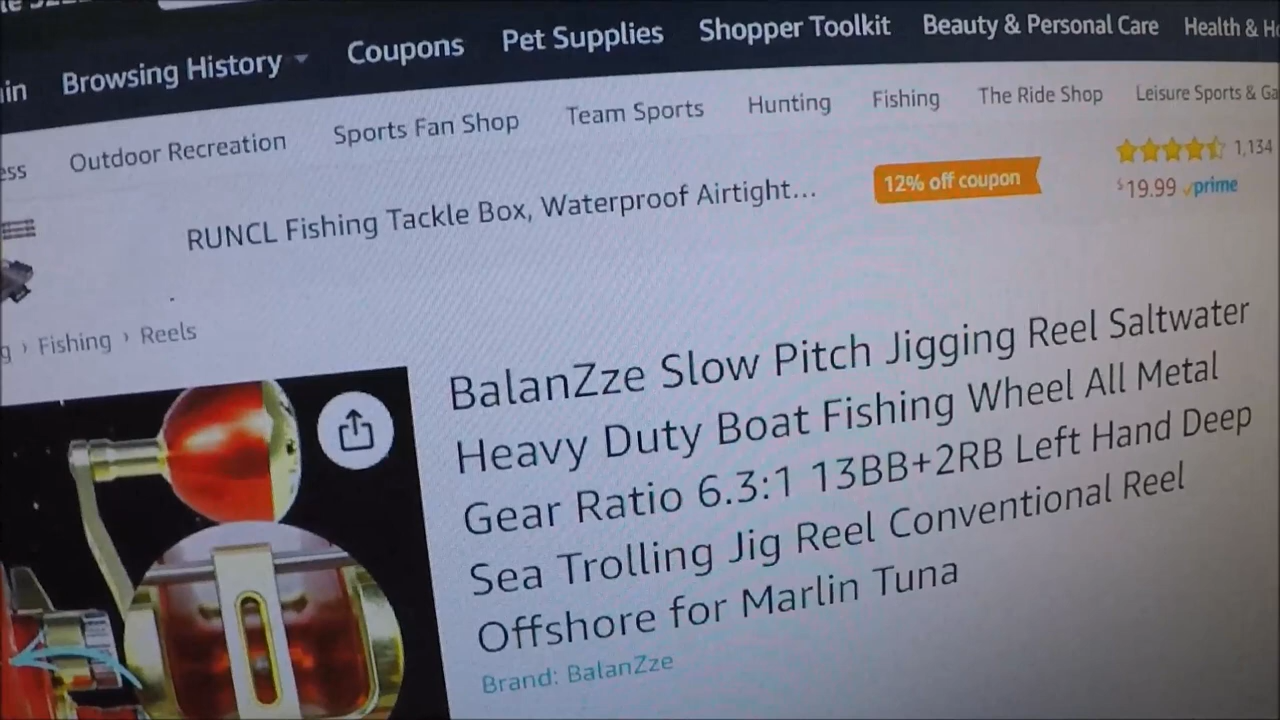 Browsing History
Coupons
Pet Supplies
Shopper Toolkit
Beauty & Personal Care
Health &
Outdoor Recreation
Sports Fan Shop
Team Sports
Hunting
Fishing
The Ride Shop
Leisure Sports &
RUNCL Fishing Tackle Box, Waterproof Airtight...
12% off coupon
1,134
$19.99 prime
› Fishing › Reels
BalanZze Slow Pitch Jigging Reel Saltwater
Heavy Duty Boat Fishing Wheel All Metal
Gear Ratio 6.3:1 13BB+2RB Left Hand Deep
Sea Trolling Jig Reel Conventional Reel
Offshore for Marlin Tuna
Brand: BalanZze